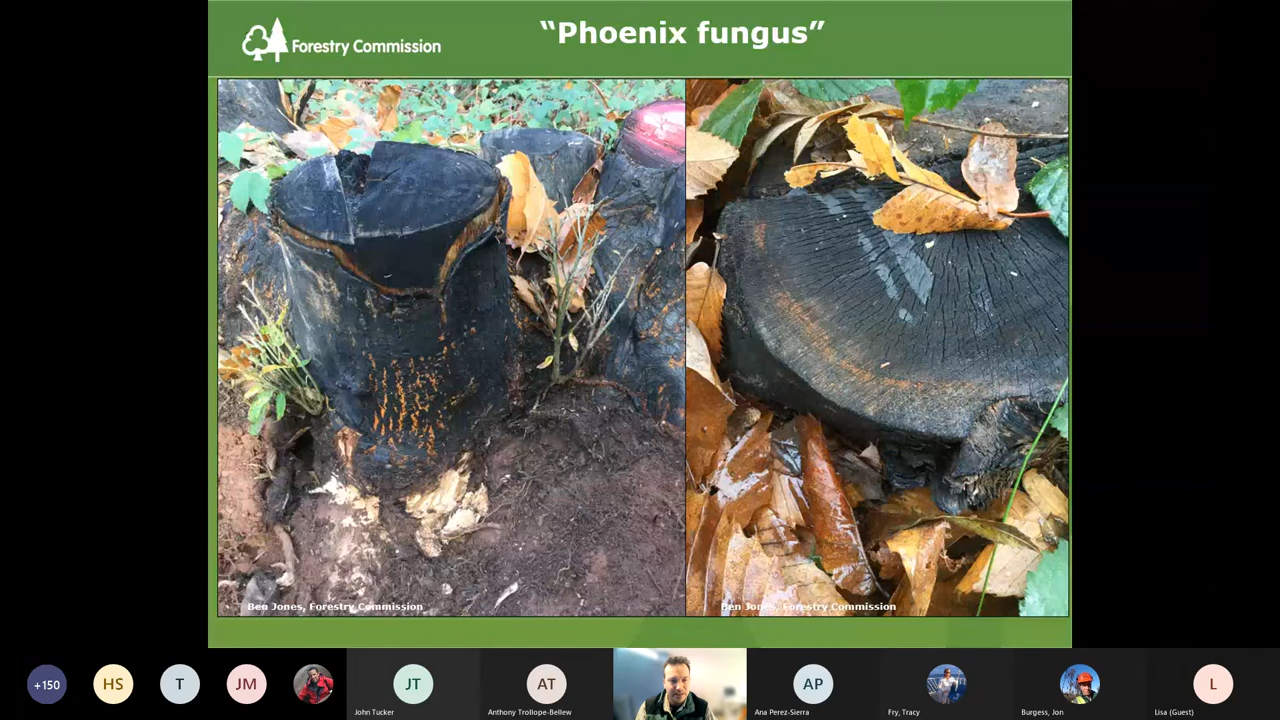 Forestry Commission
“Phoenix fungus”
Ben Jones, Forestry Commission
Ben Jones, Forestry Commission
+150
HS
T
JM
JT
AT
AP
L
John Tucker
Anthony Trollope-Bellew
Ana Perez-Sierra
Fry, Tracy
Burgess, Jon
Lisa (Guest)